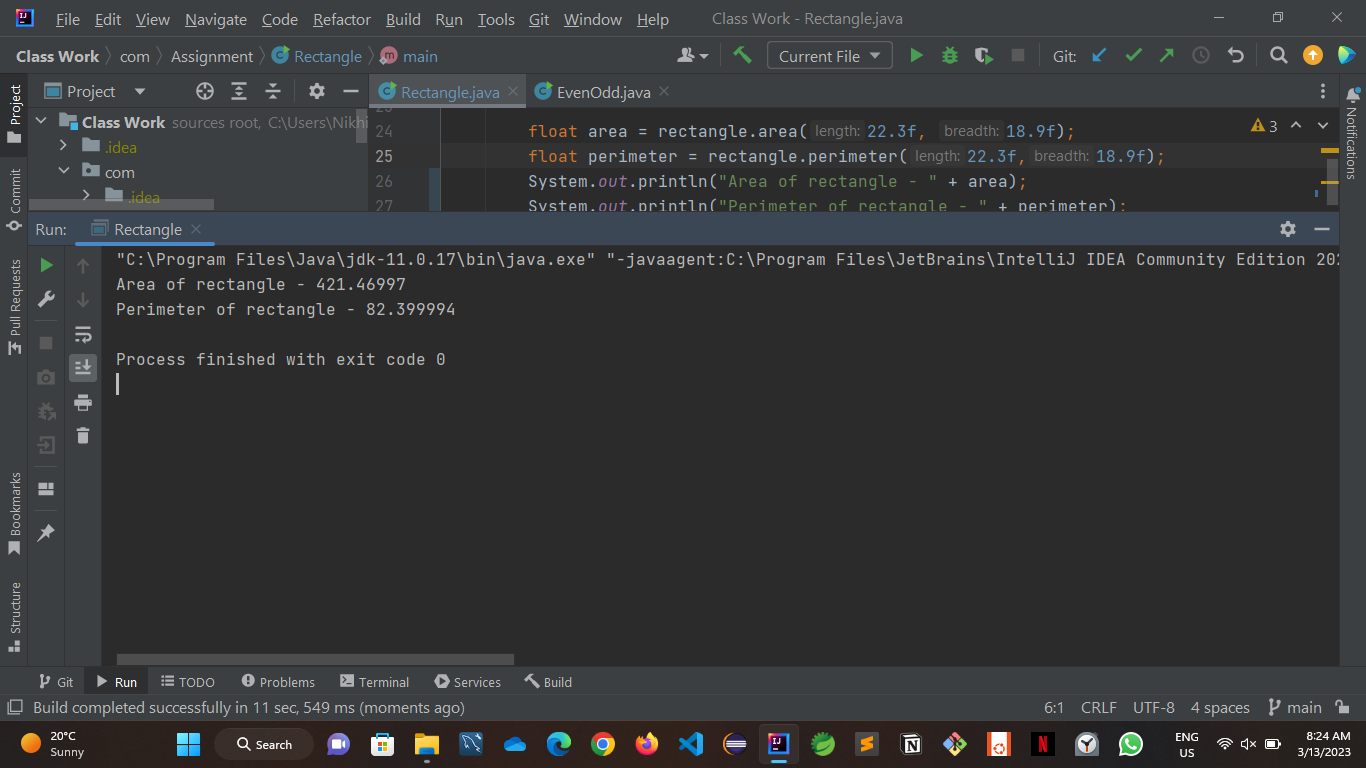 File Edit View Navigate Code Refactor Build Run Tools Git Window Help Class Work - Rectangle.java
Class Work com Assignment Rectangle m main Current File Git:
Project Rectangle.java EvenOdd.java
Class Work sources root, C:\Users\Nikhi
.idea
com
.idea
24 float area = rectangle.area( length: 22.3f, breadth: 18.9f);
25 float perimeter = rectangle.perimeter( length: 22.3f, breadth: 18.9f);
26 System.out.println("Area of rectangle - " + area);
27 System.out.println("Perimeter of rectangle - " + perimeter);
3
Run: Rectangle
"C:\Program Files\Java\jdk-11.0.17\bin\java.exe" "-javaagent:C:\Program Files\JetBrains\IntelliJ IDEA Community Edition 202
Area of rectangle - 421.46997
Perimeter of rectangle - 82.399994
Process finished with exit code 0
Project
Commit
Pull Requests
Bookmarks
Structure
Notifications
Git Run TODO Problems Terminal Services Build
Build completed successfully in 11 sec, 549 ms (moments ago) 6:1 CRLF UTF-8 4 spaces main
20°C
Sunny
Search
ENG
US
8:24 AM
3/13/2023